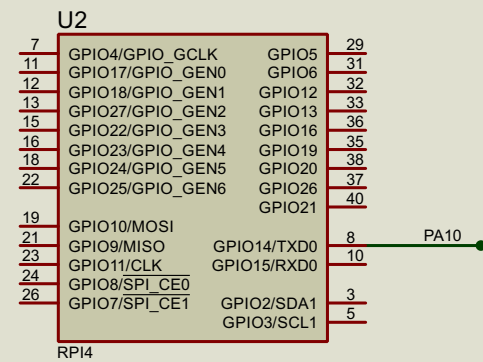 U2
7 GPIO4/GPIO_GCLK GPIO5 29
11 GPIO17/GPIO_GEN0 GPIO6 31
12 GPIO18/GPIO_GEN1 GPIO12 32
13 GPIO27/GPIO_GEN2 GPIO13 33
15 GPIO22/GPIO_GEN3 GPIO16 36
16 GPIO23/GPIO_GEN4 GPIO19 35
18 GPIO24/GPIO_GEN5 GPIO20 38
22 GPIO25/GPIO_GEN6 GPIO26 37
GPIO21 40
19 GPIO10/MOSI
21 GPIO9/MISO GPIO14/TXD0 8 PA10
23 GPIO11/CLK GPIO15/RXD0 10
24 GPIO8/SPI_CE0
26 GPIO7/SPI_CE1 GPIO2/SDA1 3
GPIO3/SCL1 5
RPI4